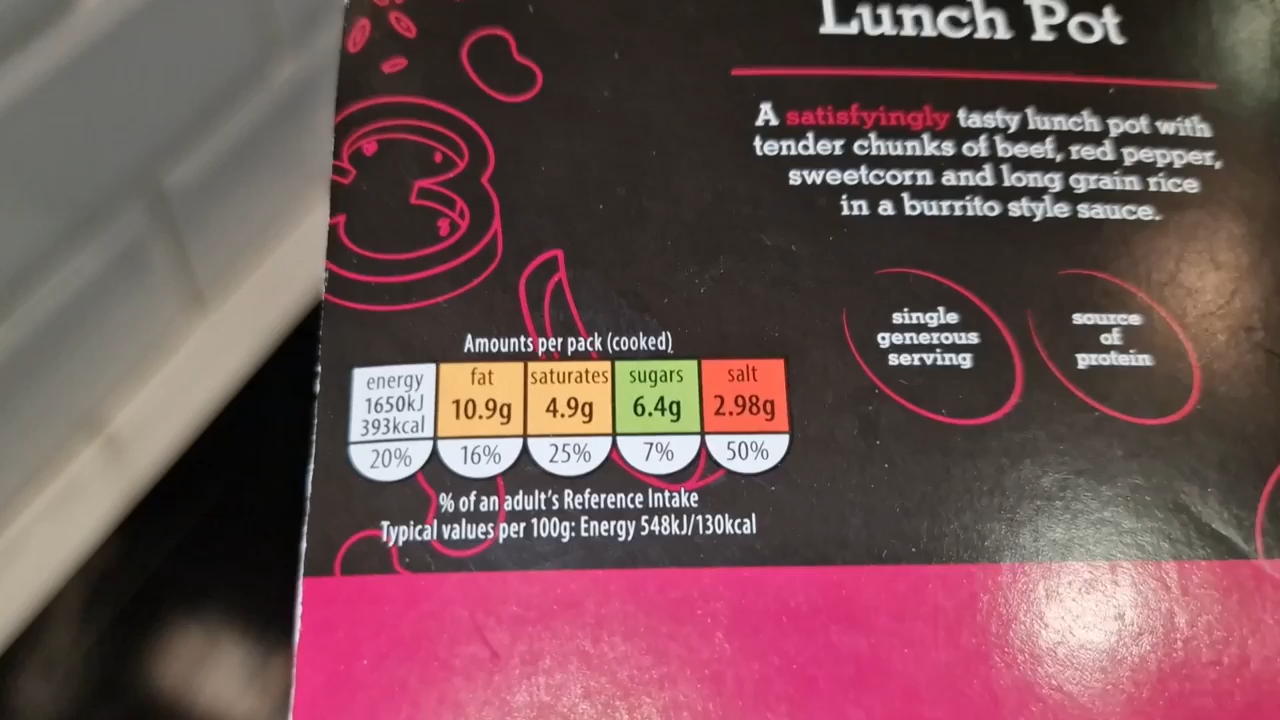 Lunch Pot
A satisfyingly tasty lunch pot with
tender chunks of beef, red pepper,
sweetcorn and long grain rice
in a burrito style sauce.
single
generous
serving
source
of
protein
Amounts per pack (cooked)
energy 1650kJ 393kcal 20%
fat 10.9g 16%
saturates 4.9g 25%
sugars 6.4g 7%
salt 2.98g 50%
% of an adult's Reference Intake
Typical values per 100g: Energy 548kJ/130kcal